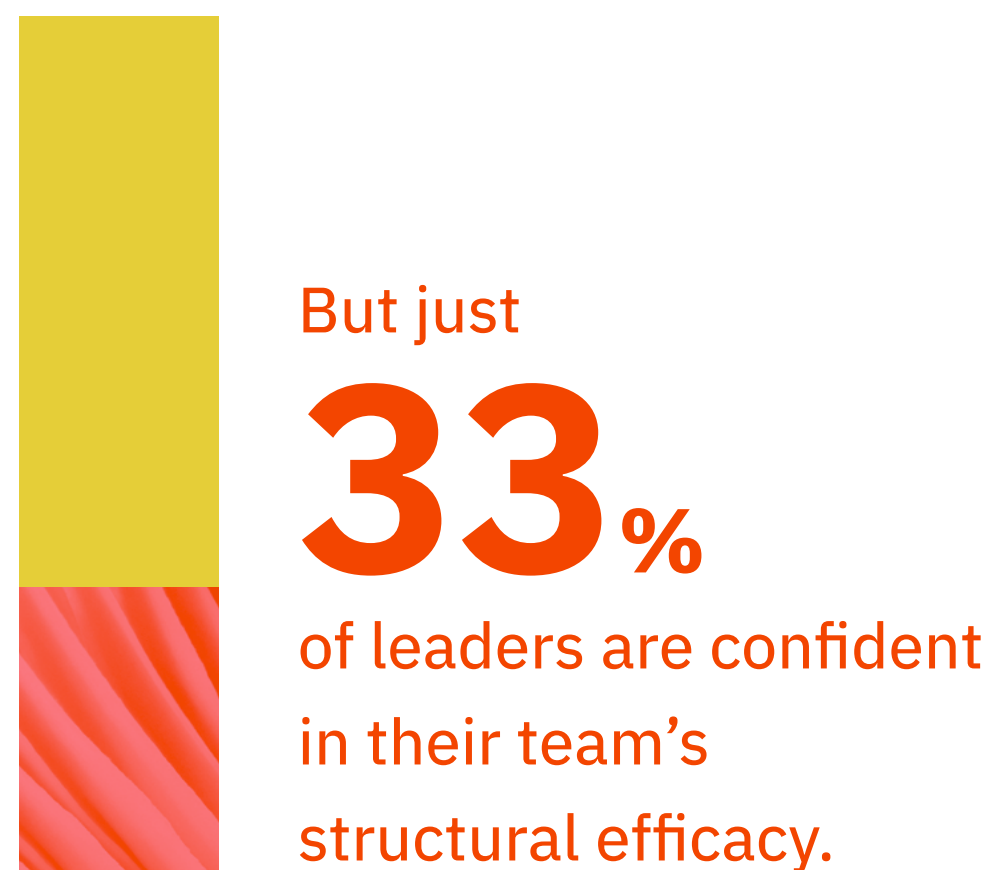 But just
33%
of leaders are confident
in their team’s
structural efficacy.